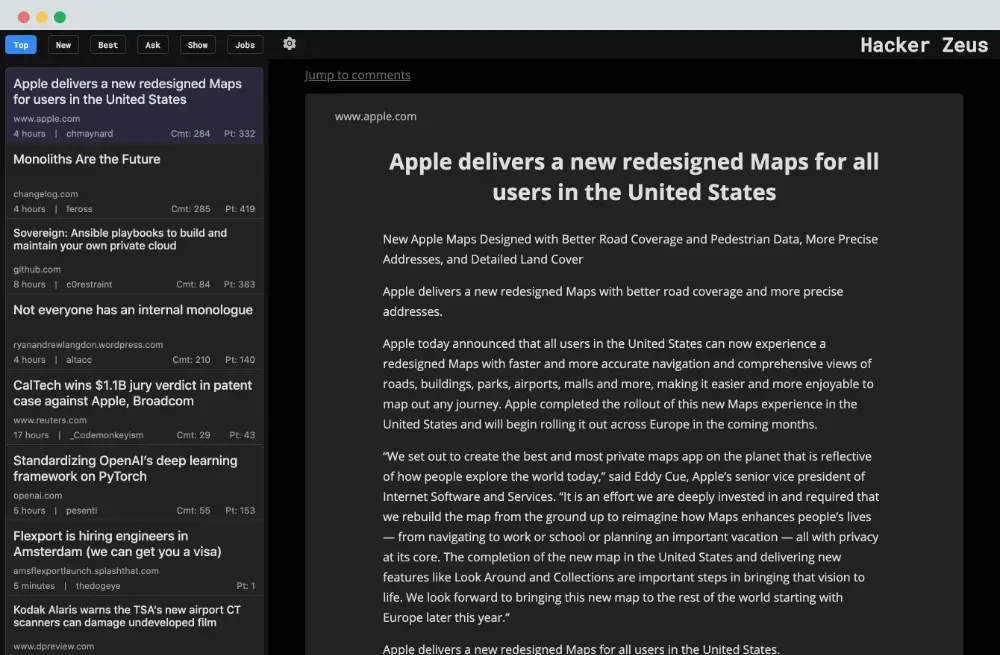 Top New Best Ask Show Jobs
Hacker Zeus
Apple delivers a new redesigned Maps
for users in the United States
www.apple.com
4 hours | chmaynard Cmt: 284 Pt: 332
Monoliths Are the Future
changelog.com
4 hours | feross Cmt: 285 Pt: 419
Sovereign: Ansible playbooks to build and
maintain your own private cloud
github.com
8 hours | c0restraint Cmt: 84 Pt: 383
Not everyone has an internal monologue
ryanandrewlangdon.wordpress.com
4 hours | altacc Cmt: 210 Pt: 140
CalTech wins $1.1B jury verdict in patent
case against Apple, Broadcom
www.reuters.com
17 hours | _Codemonkeyism Cmt: 29 Pt: 43
Standardizing OpenAI’s deep learning
framework on PyTorch
openai.com
5 hours | pesenti Cmt: 55 Pt: 153
Flexport is hiring engineers in
Amsterdam (we can get you a visa)
amsflexportlaunch.splashthat.com
5 minutes | thedogeye Pt: 1
Kodak Alaris warns the TSA's new airport CT
scanners can damage undeveloped film
www.dpreview.com
Jump to comments
www.apple.com
Apple delivers a new redesigned Maps for all
users in the United States
New Apple Maps Designed with Better Road Coverage and Pedestrian Data, More Precise
Addresses, and Detailed Land Cover
Apple delivers a new redesigned Maps with better road coverage and more precise
addresses.
Apple today announced that all users in the United States can now experience a
redesigned Maps with faster and more accurate navigation and comprehensive views of
roads, buildings, parks, airports, malls and more, making it easier and more enjoyable to
map out any journey. Apple completed the rollout of this new Maps experience in the
United States and will begin rolling it out across Europe in the coming months.
“We set out to create the best and most private maps app on the planet that is reflective
of how people explore the world today,” said Eddy Cue, Apple’s senior vice president of
Internet Software and Services. “It is an effort we are deeply invested in and required that
we rebuild the map from the ground up to reimagine how Maps enhances people’s lives
— from navigating to work or school or planning an important vacation — all with privacy
at its core. The completion of the new map in the United States and delivering new
features like Look Around and Collections are important steps in bringing that vision to
life. We look forward to bringing this new map to the rest of the world starting with
Europe later this year.”
Apple delivers a new redesigned Maps for all users in the United States.